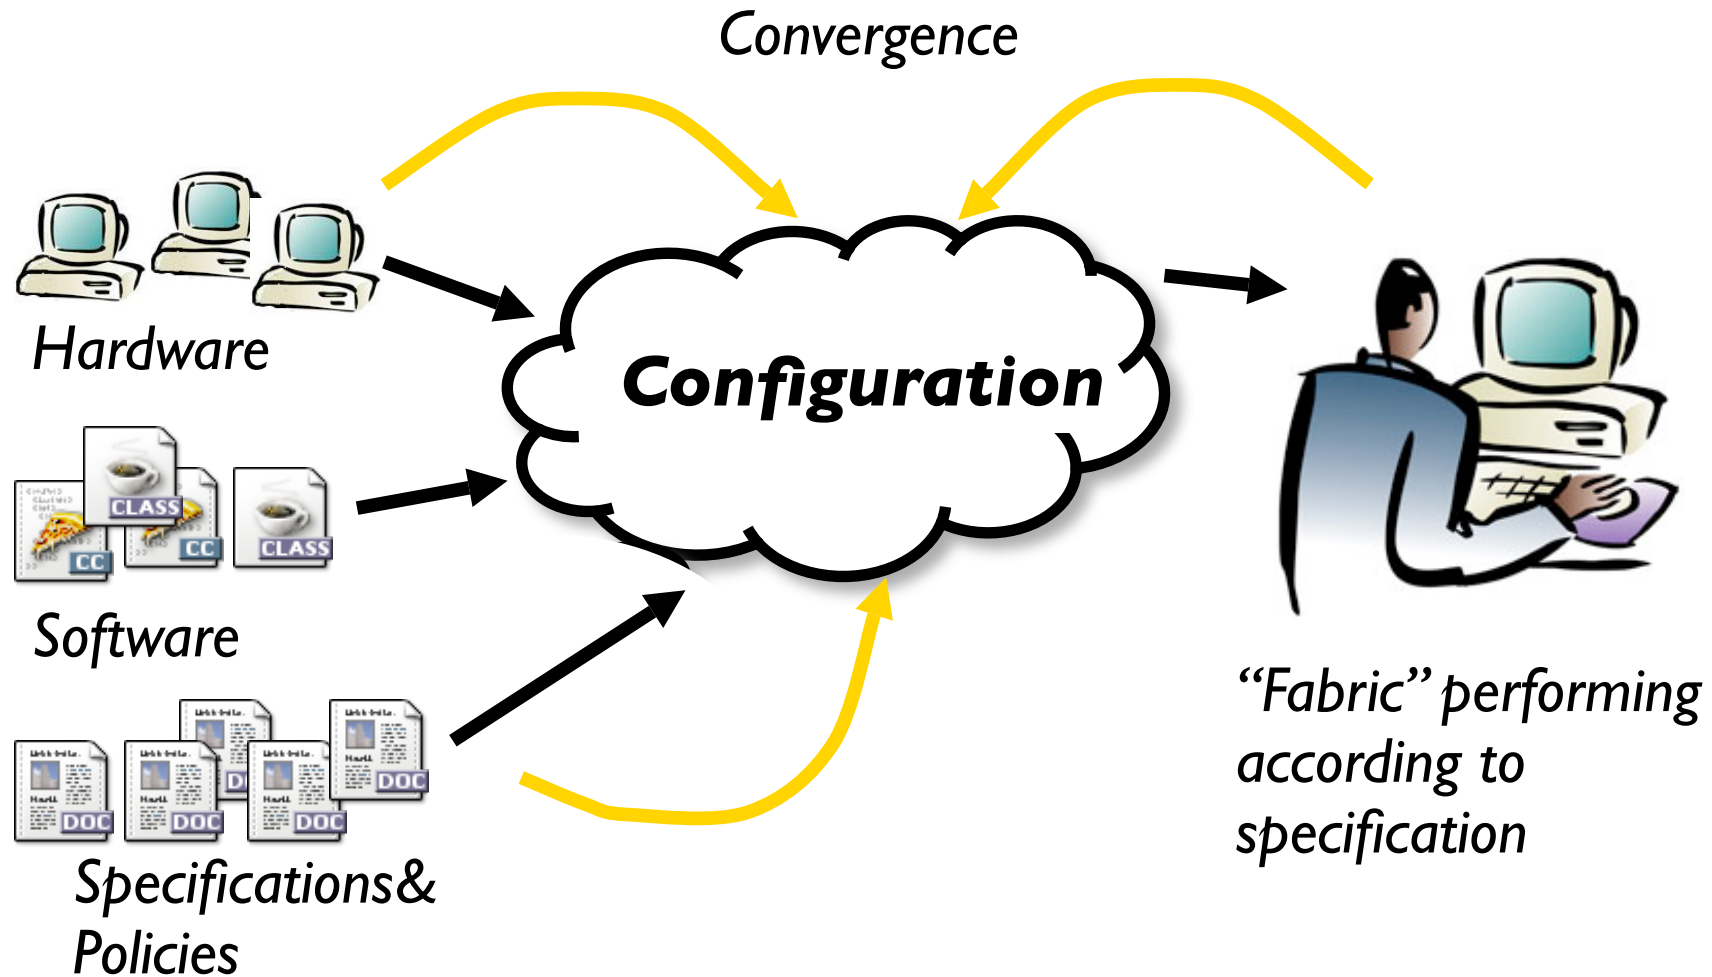 Convergence
Hardware
Configuration
CLASS
CC
CC
CLASS
Software
“Fabric” performing
according to
specification
DOC
DOC
DOC
DOC
Specifications&
Policies